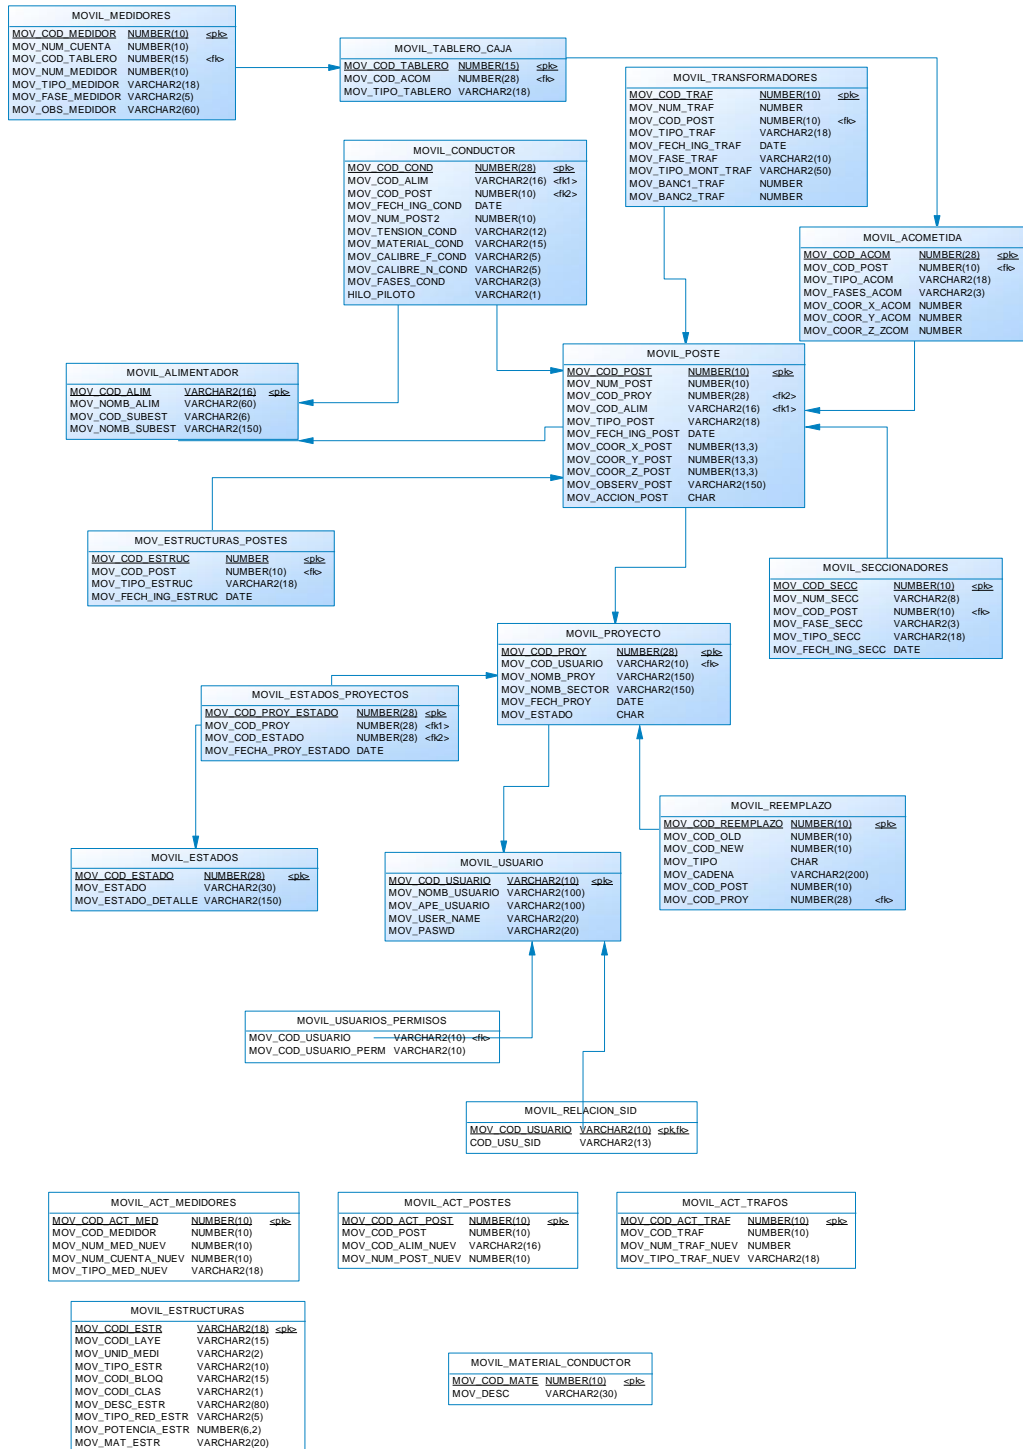 MOVIL_MEDIDORES
MOV_COD_MEDIDOR NUMBER(10) <pk>
MOV_NUM_CUENTA NUMBER(10)
MOV_COD_TABLERO NUMBER(15) <fk>
MOV_NUM_MEDIDOR NUMBER(10)
MOV_TIPO_MEDIDOR VARCHAR2(18)
MOV_FASE_MEDIDOR VARCHAR2(5)
MOV_OBS_MEDIDOR VARCHAR2(60)
MOVIL_TABLERO_CAJA
MOV_COD_TABLERO NUMBER(15) <pk>
MOV_COD_ACOM NUMBER(28) <fk>
MOV_TIPO_TABLERO VARCHAR2(18)
MOVIL_TRANSFORMADORES
MOV_COD_TRAF NUMBER(10) <pk>
MOV_NUM_TRAF NUMBER
MOV_COD_POST NUMBER(10) <fk>
MOV_TIPO_TRAF VARCHAR2(18)
MOV_FECH_ING_TRAF DATE
MOV_FASE_TRAF VARCHAR2(10)
MOV_TIPO_MONT_TRAF VARCHAR2(50)
MOV_BANC1_TRAF NUMBER
MOV_BANC2_TRAF NUMBER
MOVIL_CONDUCTOR
MOV_COD_COND NUMBER(28) <pk>
MOV_COD_ALIM VARCHAR2(16) <fk1>
MOV_COD_POST NUMBER(10) <fk2>
MOV_FECH_ING_COND DATE
MOV_NUM_POST2 NUMBER(10)
MOV_TENSION_COND VARCHAR2(12)
MOV_MATERIAL_COND VARCHAR2(15)
MOV_CALIBRE_F_COND VARCHAR2(5)
MOV_CALIBRE_N_COND VARCHAR2(5)
MOV_FASES_COND VARCHAR2(3)
HILO_PILOTO VARCHAR2(1)
MOVIL_ACOMETIDA
MOV_COD_ACOM NUMBER(28) <pk>
MOV_COD_POST NUMBER(10) <fk>
MOV_TIPO_ACOM VARCHAR2(18)
MOV_FASES_ACOM VARCHAR2(3)
MOV_COOR_X_ACOM NUMBER
MOV_COOR_Y_ACOM NUMBER
MOV_COOR_Z_ZCOM NUMBER
MOVIL_POSTE
MOV_COD_POST NUMBER(10) <pk>
MOV_NUM_POST NUMBER(10)
MOV_COD_PROY NUMBER(28) <fk2>
MOV_COD_ALIM VARCHAR2(16) <fk1>
MOV_TIPO_POST VARCHAR2(18)
MOV_FECH_ING_POST DATE
MOV_COOR_X_POST NUMBER(13,3)
MOV_COOR_Y_POST NUMBER(13,3)
MOV_COOR_Z_POST NUMBER(13,3)
MOV_OBSERV_POST VARCHAR2(150)
MOV_ACCION_POST CHAR
MOVIL_ALIMENTADOR
MOV_COD_ALIM VARCHAR2(16) <pk>
MOV_NOMB_ALIM VARCHAR2(60)
MOV_COD_SUBEST VARCHAR2(6)
MOV_NOMB_SUBEST VARCHAR2(150)
MOV_ESTRUCTURAS_POSTES
MOV_COD_ESTRUC NUMBER <pk>
MOV_COD_POST NUMBER(10) <fk>
MOV_TIPO_ESTRUC VARCHAR2(18)
MOV_FECH_ING_ESTRUC DATE
MOVIL_SECCIONADORES
MOV_COD_SECC NUMBER(10) <pk>
MOV_NUM_SECC VARCHAR2(8)
MOV_COD_POST NUMBER(10) <fk>
MOV_FASE_SECC VARCHAR2(3)
MOV_TIPO_SECC VARCHAR2(18)
MOV_FECH_ING_SECC DATE
MOVIL_PROYECTO
MOV_COD_PROY NUMBER(28) <pk>
MOV_COD_USUARIO VARCHAR2(10) <fk>
MOV_NOMB_PROY VARCHAR2(150)
MOV_NOMB_SECTOR VARCHAR2(150)
MOV_FECH_PROY DATE
MOV_ESTADO CHAR
MOVIL_ESTADOS_PROYECTOS
MOV_COD_PROY_ESTADO NUMBER(28) <pk>
MOV_COD_PROY NUMBER(28) <fk1>
MOV_COD_ESTADO NUMBER(28) <fk2>
MOV_FECHA_PROY_ESTADO DATE
MOVIL_REEMPLAZO
MOV_COD_REEMPLAZO NUMBER(10) <pk>
MOV_COD_OLD NUMBER(10)
MOV_COD_NEW NUMBER(10)
MOV_TIPO CHAR
MOV_CADENA VARCHAR2(200)
MOV_COD_POST NUMBER(10)
MOV_COD_PROY NUMBER(28) <fk>
MOVIL_ESTADOS
MOV_COD_ESTADO NUMBER(28) <pk>
MOV_ESTADO VARCHAR2(30)
MOV_ESTADO_DETALLE VARCHAR2(150)
MOVIL_USUARIO
MOV_COD_USUARIO VARCHAR2(10) <pk>
MOV_NOMB_USUARIO VARCHAR2(100)
MOV_APE_USUARIO VARCHAR2(100)
MOV_USER_NAME VARCHAR2(20)
MOV_PASWD VARCHAR2(20)
MOVIL_USUARIOS_PERMISOS
MOV_COD_USUARIO VARCHAR2(10) <fk>
MOV_COD_USUARIO_PERM VARCHAR2(10)
MOVIL_RELACION_SID
MOV_COD_USUARIO VARCHAR2(10) <pk,fk>
COD_USU_SID VARCHAR2(13)
MOVIL_ACT_MEDIDORES
MOV_COD_ACT_MED NUMBER(10) <pk>
MOV_COD_MEDIDOR NUMBER(10)
MOV_NUM_MED_NUEV NUMBER(10)
MOV_NUM_CUENTA_NUEV NUMBER(10)
MOV_TIPO_MED_NUEV VARCHAR2(18)
MOVIL_ACT_POSTES
MOV_COD_ACT_POST NUMBER(10) <pk>
MOV_COD_POST NUMBER(10)
MOV_COD_ALIM_NUEV VARCHAR2(16)
MOV_NUM_POST_NUEV NUMBER(10)
MOVIL_ACT_TRAFOS
MOV_COD_ACT_TRAF NUMBER(10) <pk>
MOV_COD_TRAF NUMBER(10)
MOV_NUM_TRAF_NUEV NUMBER
MOV_TIPO_TRAF_NUEV VARCHAR2(18)
MOVIL_ESTRUCTURAS
MOV_CODI_ESTR VARCHAR2(18) <pk>
MOV_CODI_LAYE VARCHAR2(15)
MOV_UNID_MEDI VARCHAR2(2)
MOV_TIPO_ESTR VARCHAR2(10)
MOV_CODI_BLOQ VARCHAR2(15)
MOV_CODI_CLAS VARCHAR2(1)
MOV_DESC_ESTR VARCHAR2(80)
MOV_TIPO_RED_ESTR VARCHAR2(5)
MOV_POTENCIA_ESTR NUMBER(6,2)
MOV_MAT_ESTR VARCHAR2(20)
MOVIL_MATERIAL_CONDUCTOR
MOV_COD_MATE NUMBER(10) <pk>
MOV_DESC VARCHAR2(30)